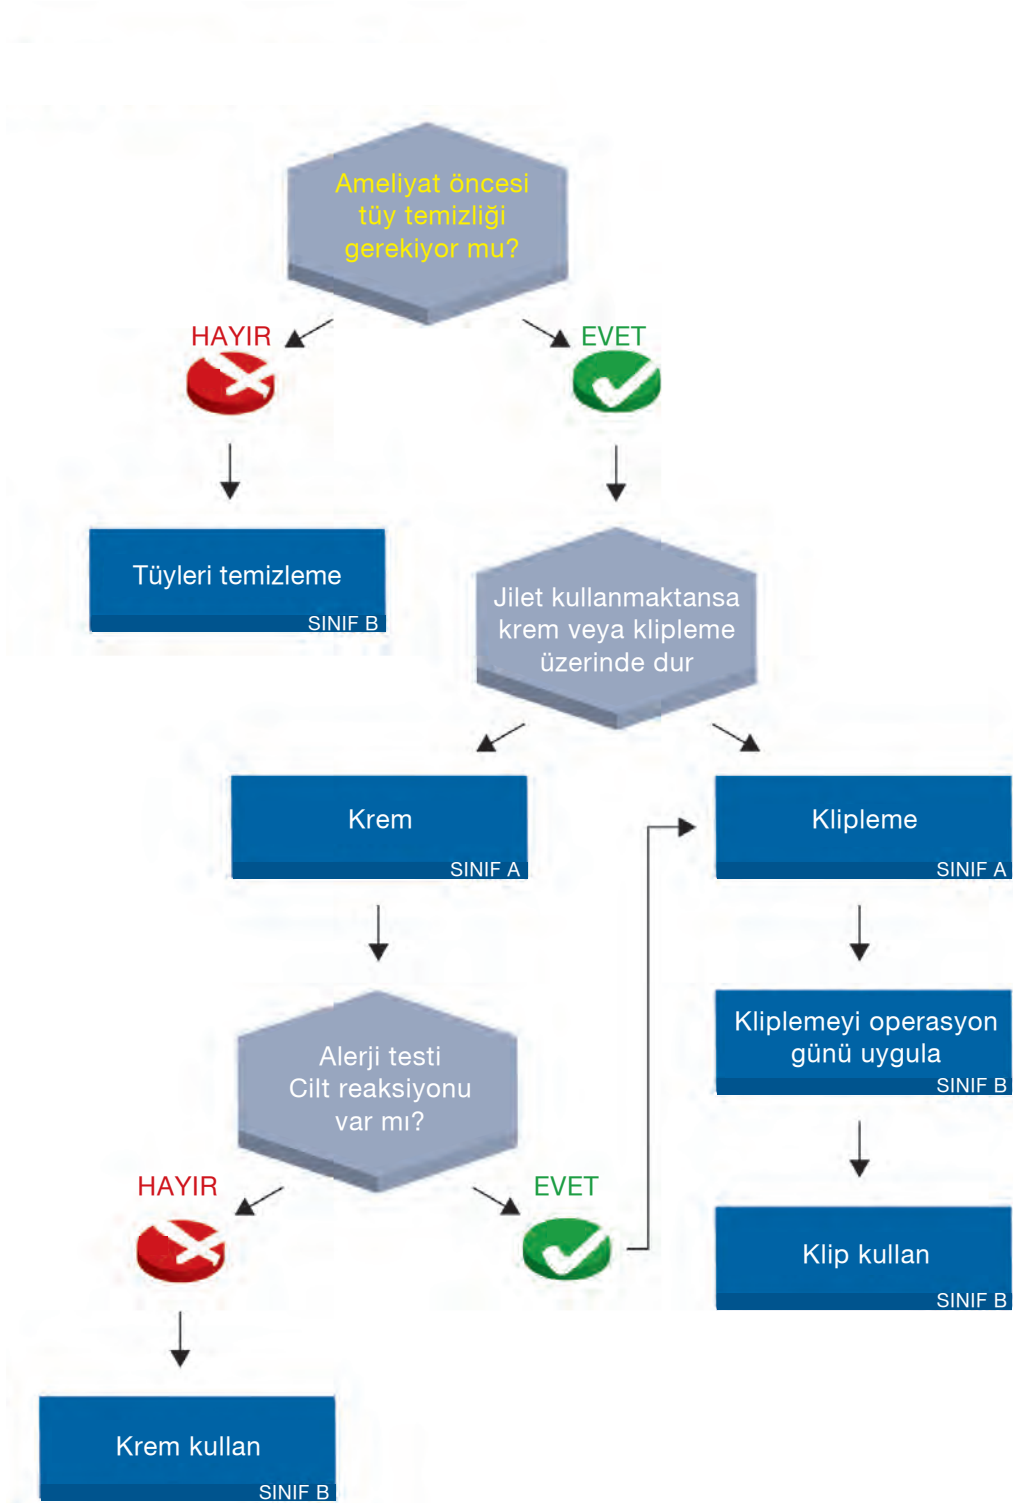 Ameliyat öncesi
tüy temizliği
gerekiyor mu?
HAYIR
EVET
Tüyleri temizleme
SINIF B
Jilet kullanmaktansa
krem veya klipleme
üzerinde dur
Krem
SINIF A
Klipleme
SINIF A
Alerji testi
Cilt reaksiyonu
var mı?
Kliplemeyi operasyon
günü uygula
SINIF B
HAYIR
EVET
Klip kullan
SINIF B
Krem kullan
SINIF B